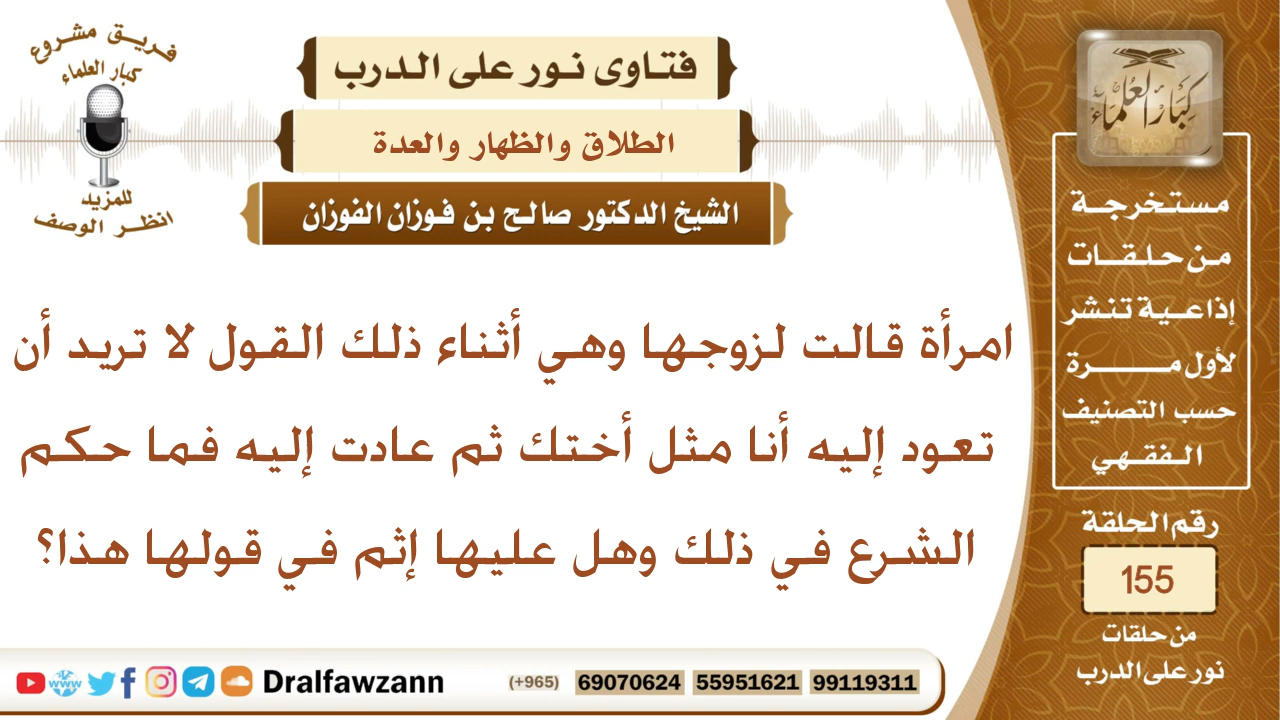 فريق مشروع
كبار العلماء
للمزيد
انظر الوصف
فتاوى نور على الدرب
الطلاق والظهار والعدة
الشيخ الدكتور صالح بن فوزان الفوزان
امرأة قالت لزوجها وهي أثناء ذلك القول لا تريد أن
تعود إليه أنا مثل أختك ثم عادت إليه فما حكم
الشرع في ذلك وهل عليها إثم في قولها هذا؟
كبار العلماء
مستخرجة
من حلقات
إذاعية تنشر
لأول مرة
حسب التصنيف
الفقهي
رقم الحلقة
155
من حلقات
نور على الدرب
www Dralfawzann (+965) 69070624 55951621 99119311